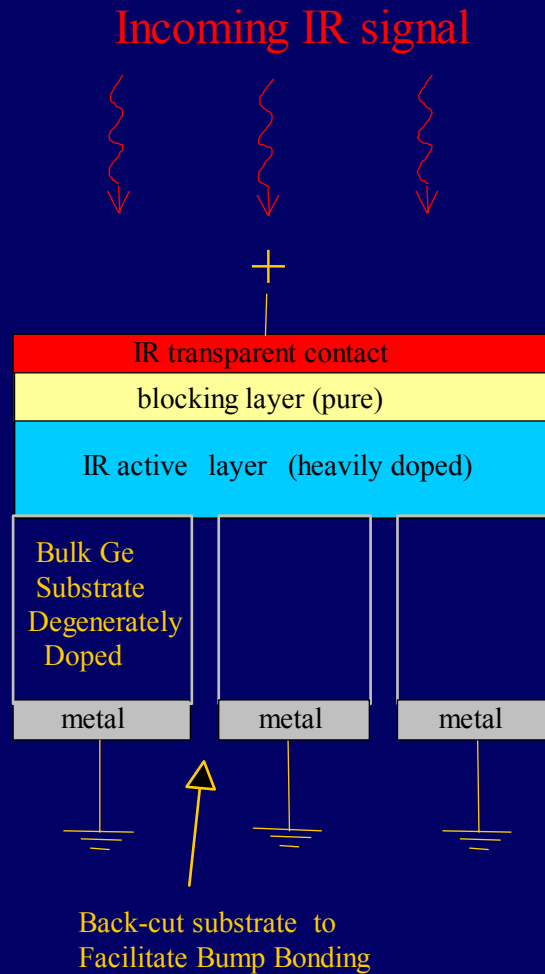 Incoming IR signal
+
IR transparent contact
blocking layer (pure)
IR active layer (heavily doped)
Bulk Ge
Substrate
Degenerately
Doped
metal metal metal
Back-cut substrate to
Facilitate Bump Bonding